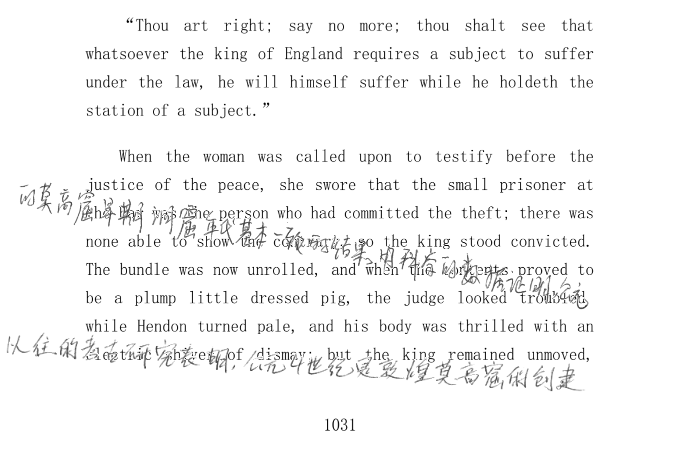 “Thou art right; say no more; thou shalt see that
whatsoever the king of England requires a subject to suffer
under the law, he will himself suffer while he holdeth the
station of a subject.”
When the woman was called upon to testify before the
justice of the peace, she swore that the small prisoner at
的莫高窟早期洞窟年代基本一致的结果,用科学的数据证明,公元
the bar was the person who had committed the theft; there was
none able to show the contrary, so the king stood convicted.
The bundle was now unrolled, and when the contents proved to
be a plump little dressed pig, the judge looked troubled,
while Hendon turned pale, and his body was thrilled with an
以往的考古研究表明,公元4世纪是敦煌莫高窟的创建
electric shiver of dismay; but the king remained unmoved,
1031